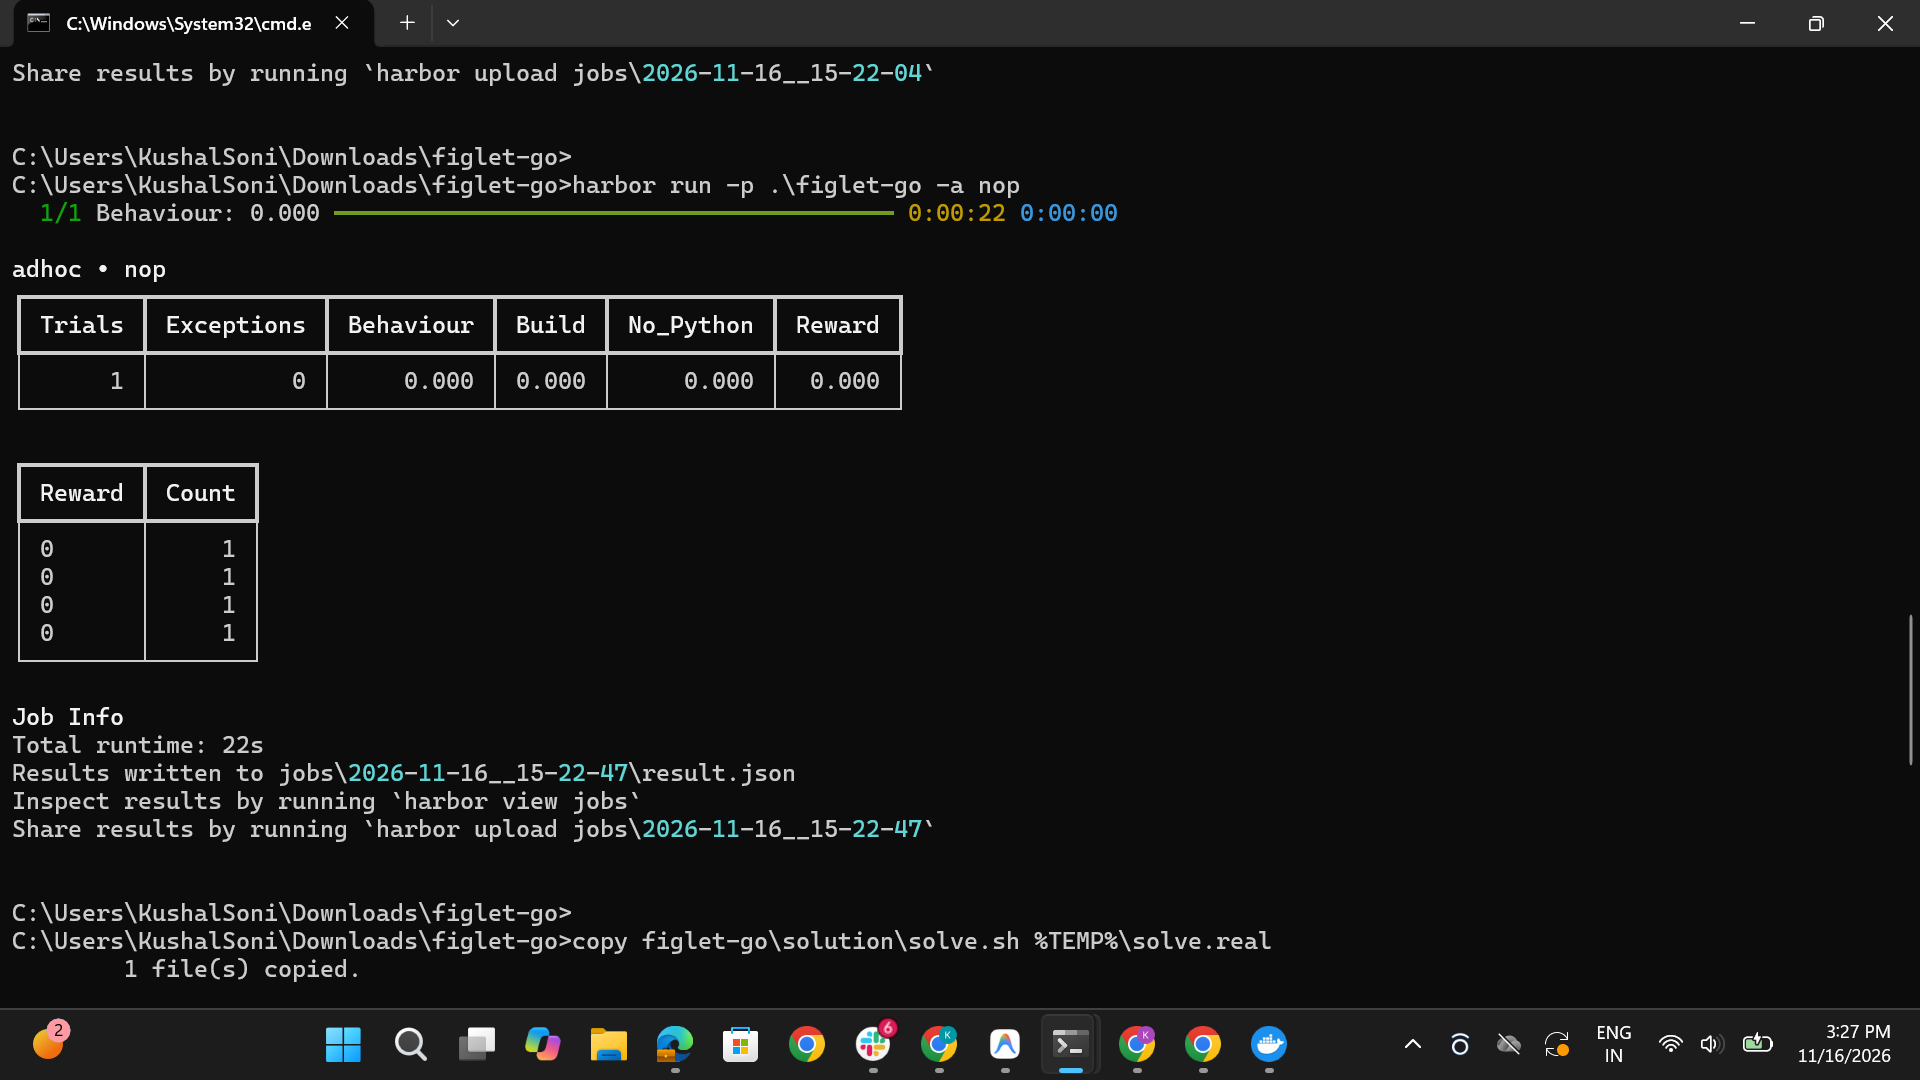 C:\Windows\System32\cmd.e
Share results by running `harbor upload jobs\2026-11-16__15-22-04`
C:\Users\KushalSoni\Downloads\figlet-go>
C:\Users\KushalSoni\Downloads\figlet-go>harbor run -p .\figlet-go -a nop
1/1 Behaviour: 0.000 0:00:22 0:00:00
adhoc • nop
Trials Exceptions Behaviour Build No_Python Reward
1 0 0.000 0.000 0.000 0.000
Reward Count
0 1
0 1
0 1
0 1
Job Info
Total runtime: 22s
Results written to jobs\2026-11-16__15-22-47\result.json
Inspect results by running `harbor view jobs`
Share results by running `harbor upload jobs\2026-11-16__15-22-47`
C:\Users\KushalSoni\Downloads\figlet-go>
C:\Users\KushalSoni\Downloads\figlet-go>copy figlet-go\solution\solve.sh %TEMP%\solve.real
1 file(s) copied.
2
6
K
K
ENG
IN
3:27 PM
11/16/2026